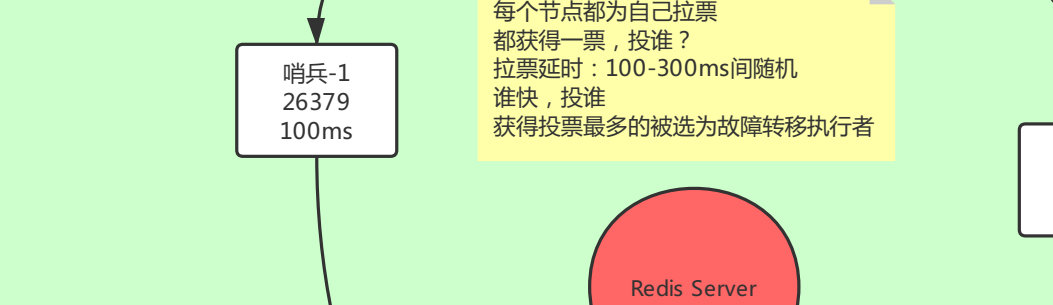 每个节点都为自己拉票
都获得一票，投谁？
拉票延时：100-300ms间随机
谁快，投谁
获得投票最多的被选为故障转移执行者
哨兵-1
26379
100ms
Redis Server